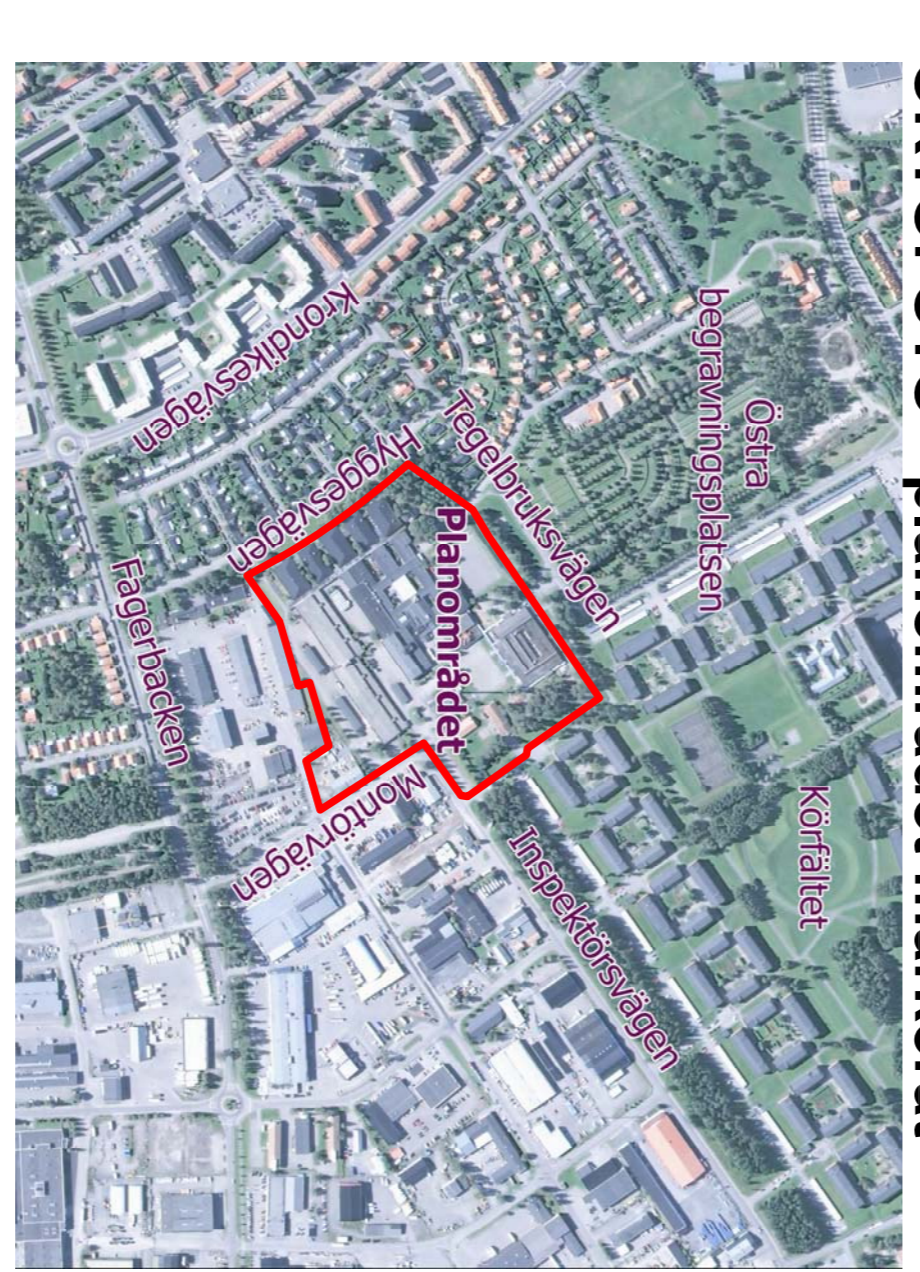 Östra
begravningsplatsen
Körfältet
Tegelbruksvägen
Krondikesvägen
Hyggesvägen
Planområdet
Inspektörsvägen
Montörvägen
Fagerbacken